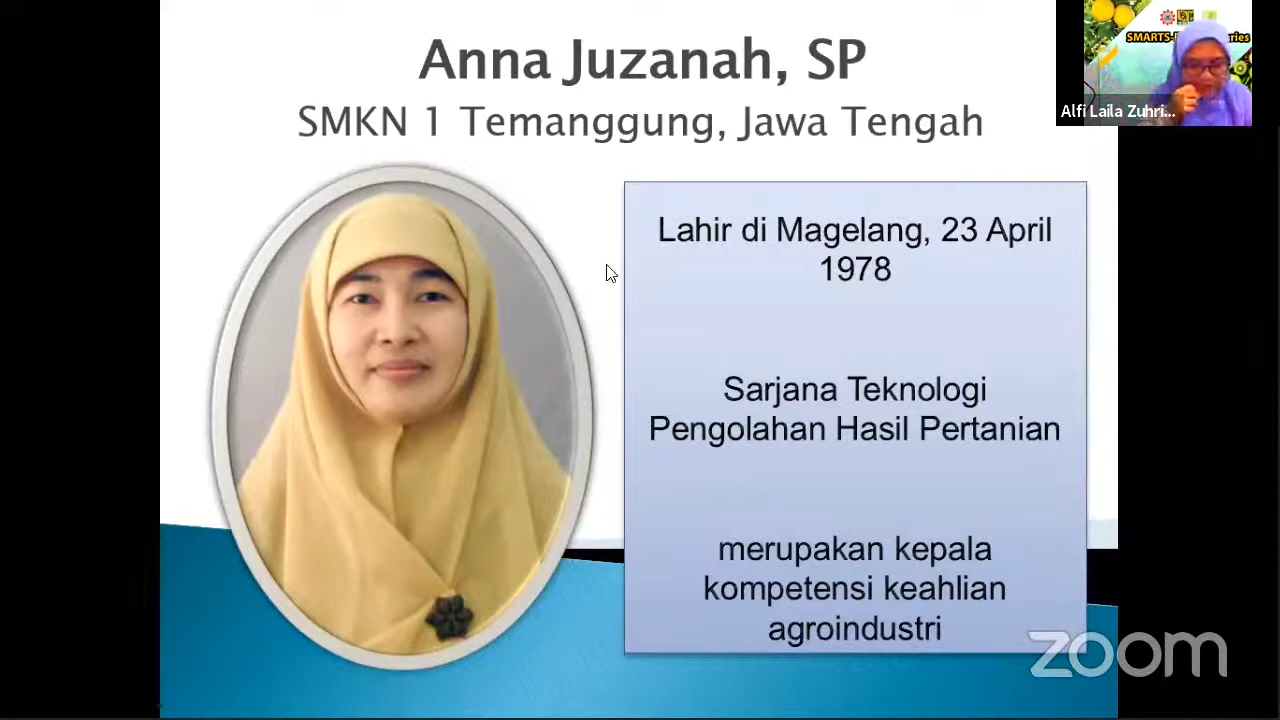 Anna Juzanah, SP
SMKN 1 Temanggung, Jawa Tengah
Lahir di Magelang, 23 April
1978
Sarjana Teknologi
Pengolahan Hasil Pertanian
merupakan kepala
kompetensi keahlian
agroindustri
SMARTS-
Alfi Laila Zuhri...
zoom